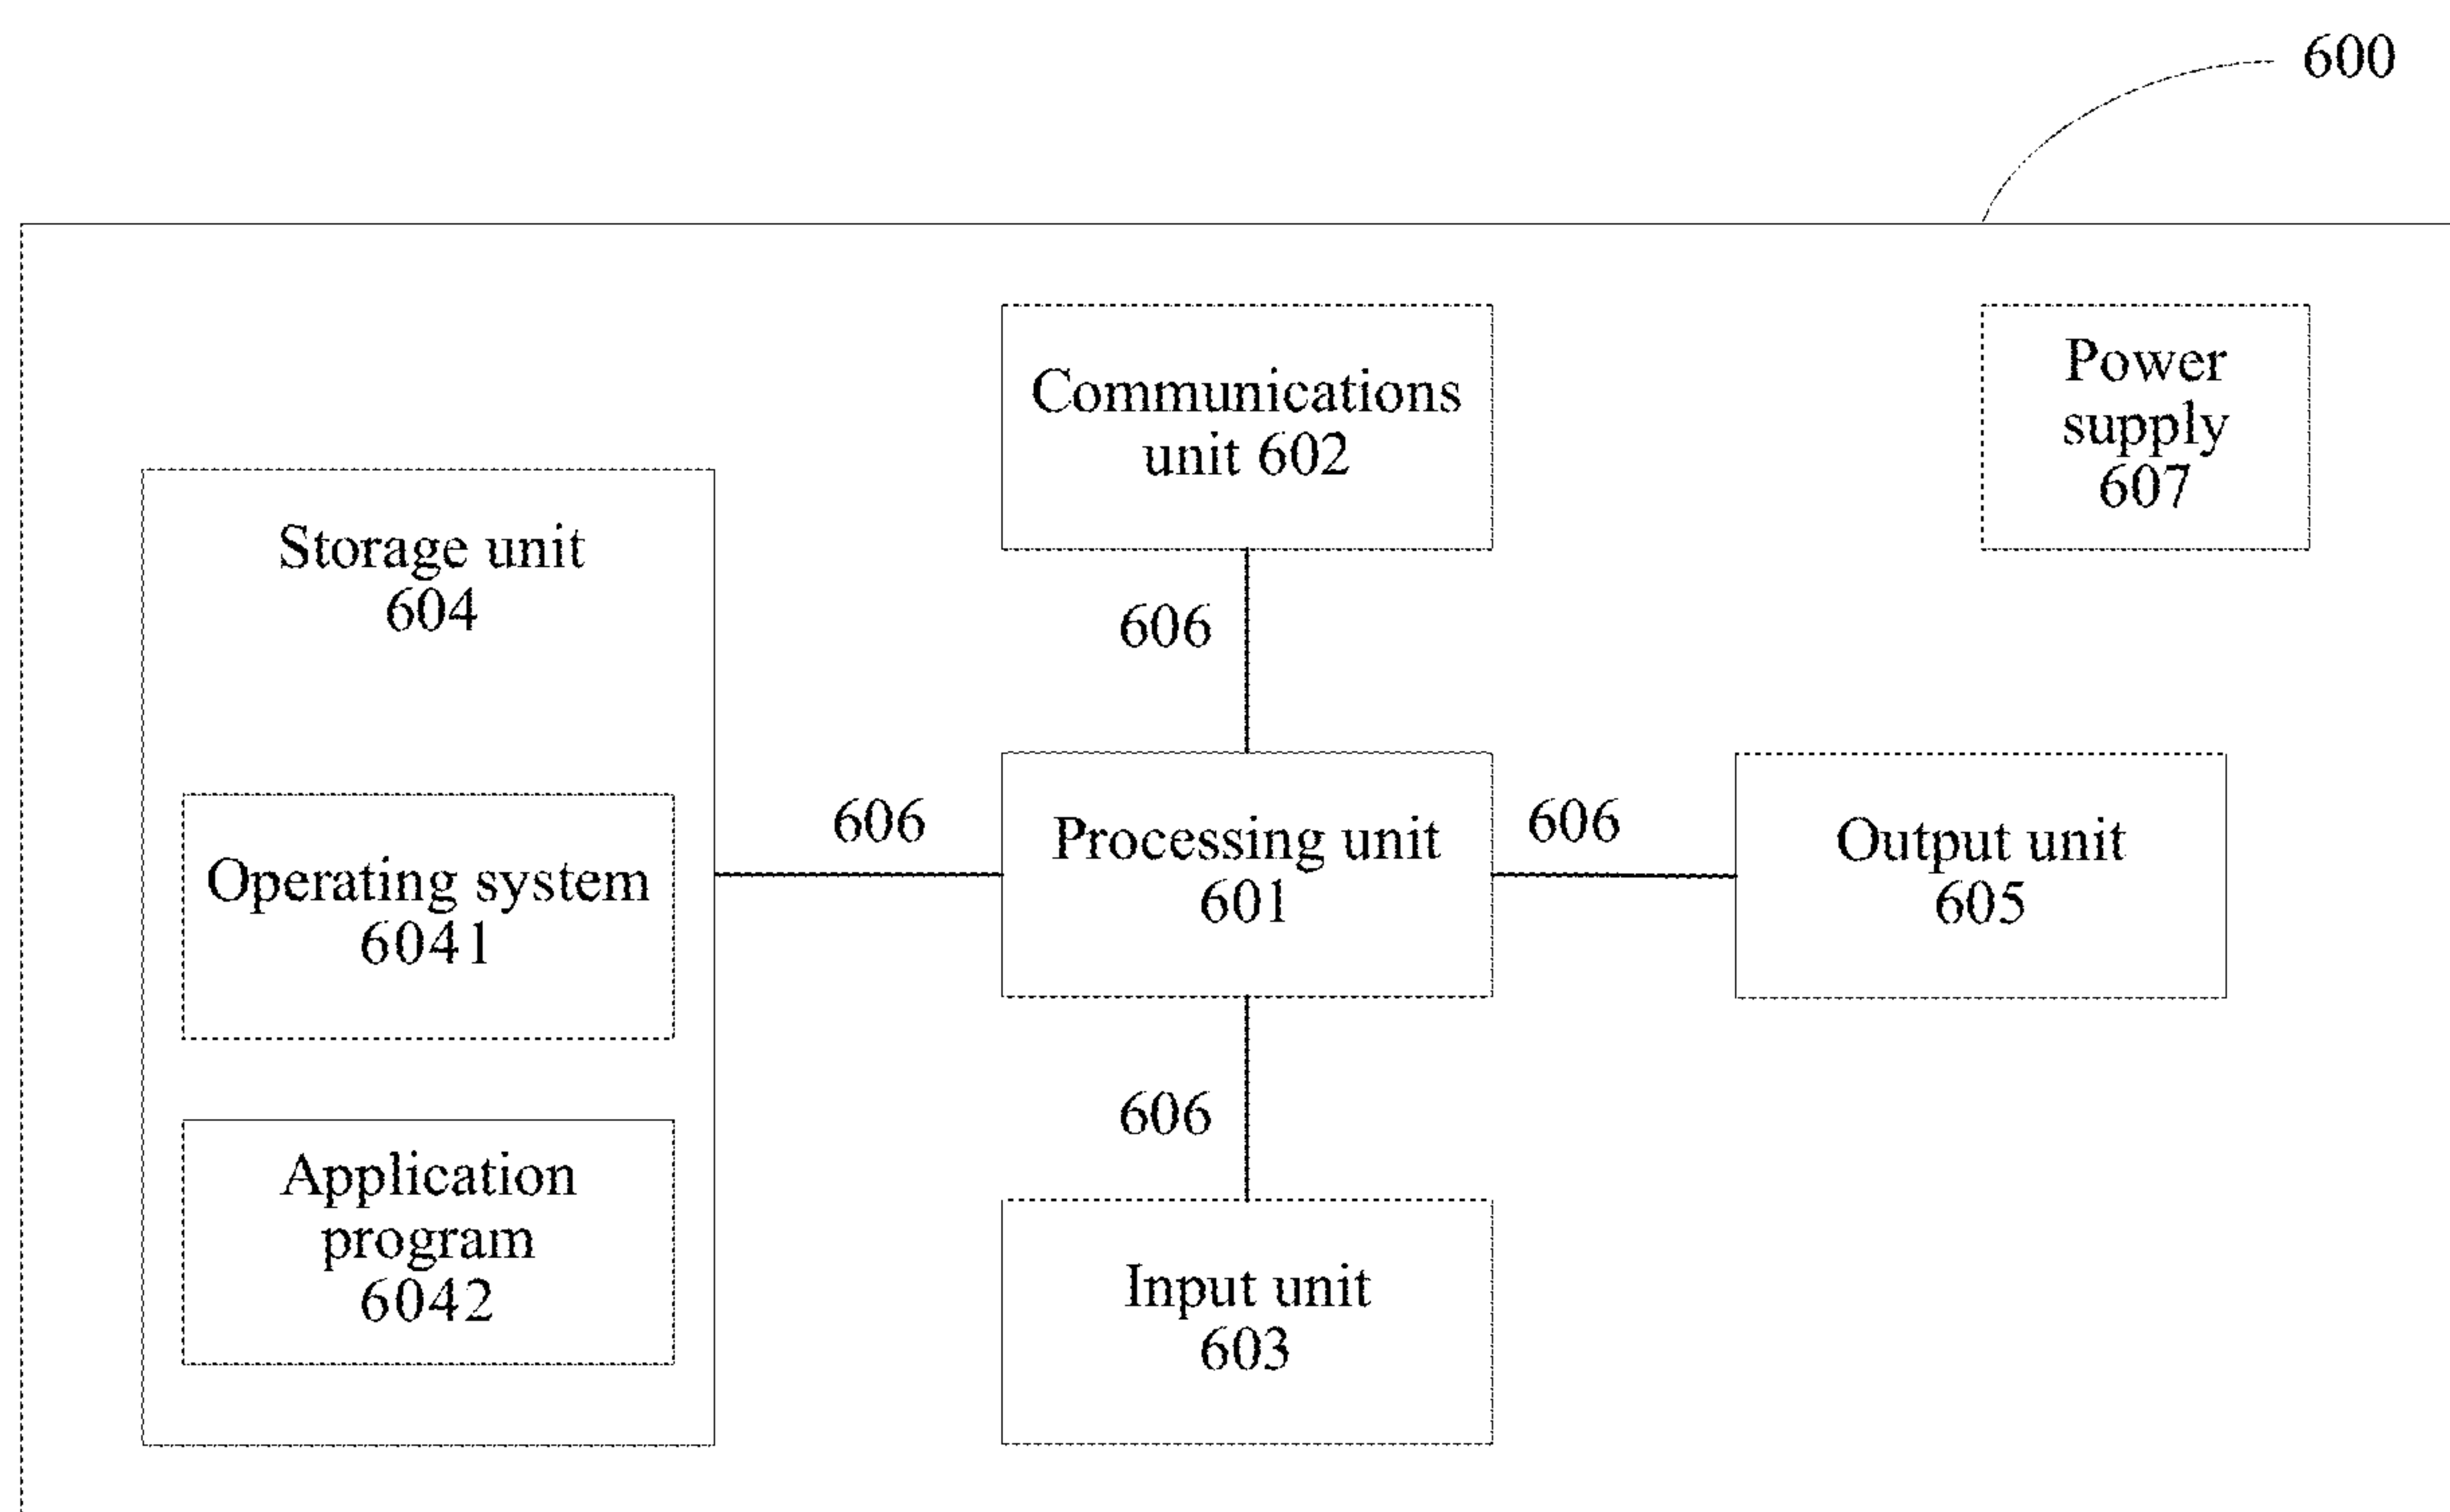 600
Communications
unit 602
Power
supply
607
Storage unit
604
606
606
Processing unit
601
606
Output unit
605
Operating system
6041
606
Application
program
6042
Input unit
603